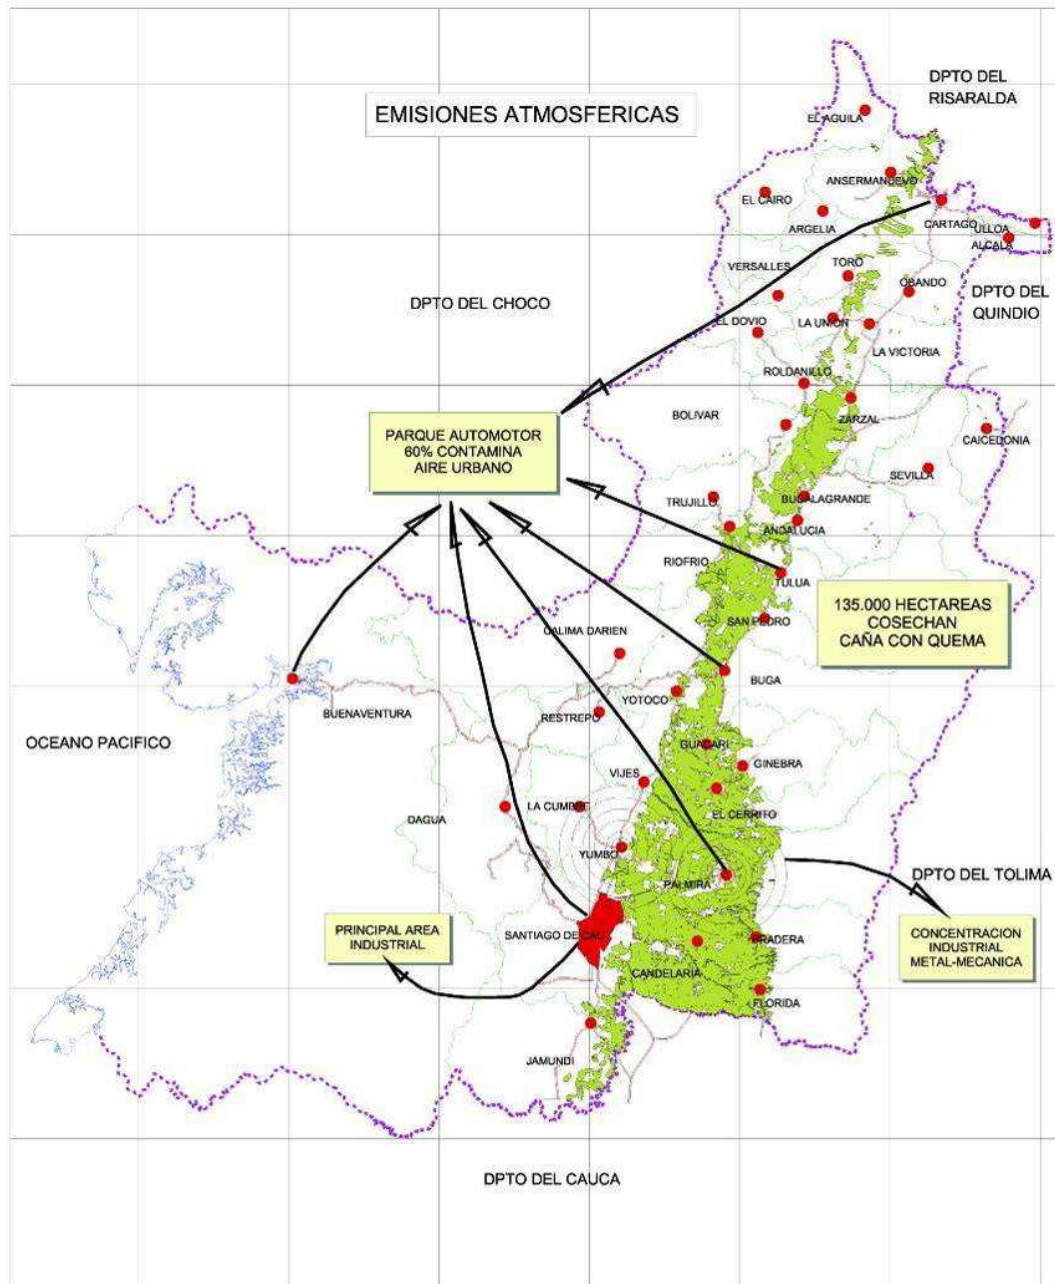 DPTO DEL
RISARALDA
EMISIONES ATMOSFERICAS
EL AGUILA
ANSERMANUEVO
EL CAIRO
ARGELIA
CARTAGO
ULLOA
ALCALA
VERSALLES
TORO
OBANDO
DPTO DEL
QUINDIO
DPTO DEL CHOCO
EL DOVIO
LA UNION
LA VICTORIA
ROLDANILLO
BOLIVAR
ZARZAL
CAICEDONIA
PARQUE AUTOMOTOR
60% CONTAMINA
AIRE URBANO
SEVILLA
TRUJILLO
BUGALAGRANDE
ANDALUCIA
RIOFRIO
TULUA
135.000 HECTAREAS
COSECHAN
CAÑA CON QUEMA
SAN PEDRO
CALIMA DARIEN
BUGA
YOTOCO
BUENAVENTURA
RESTREPO
OCEANO PACIFICO
GUACARI
GINEBRA
VIJES
LA CUMBRE
EL CERRITO
DAGUA
YUMBO
PALMIRA
DPTO DEL TOLIMA
PRINCIPAL AREA
INDUSTRIAL
SANTIAGO DE CALI
PRADERA
CONCENTRACION
INDUSTRIAL
METAL-MECANICA
CANDELARIA
FLORIDA
JAMUNDI
DPTO DEL CAUCA